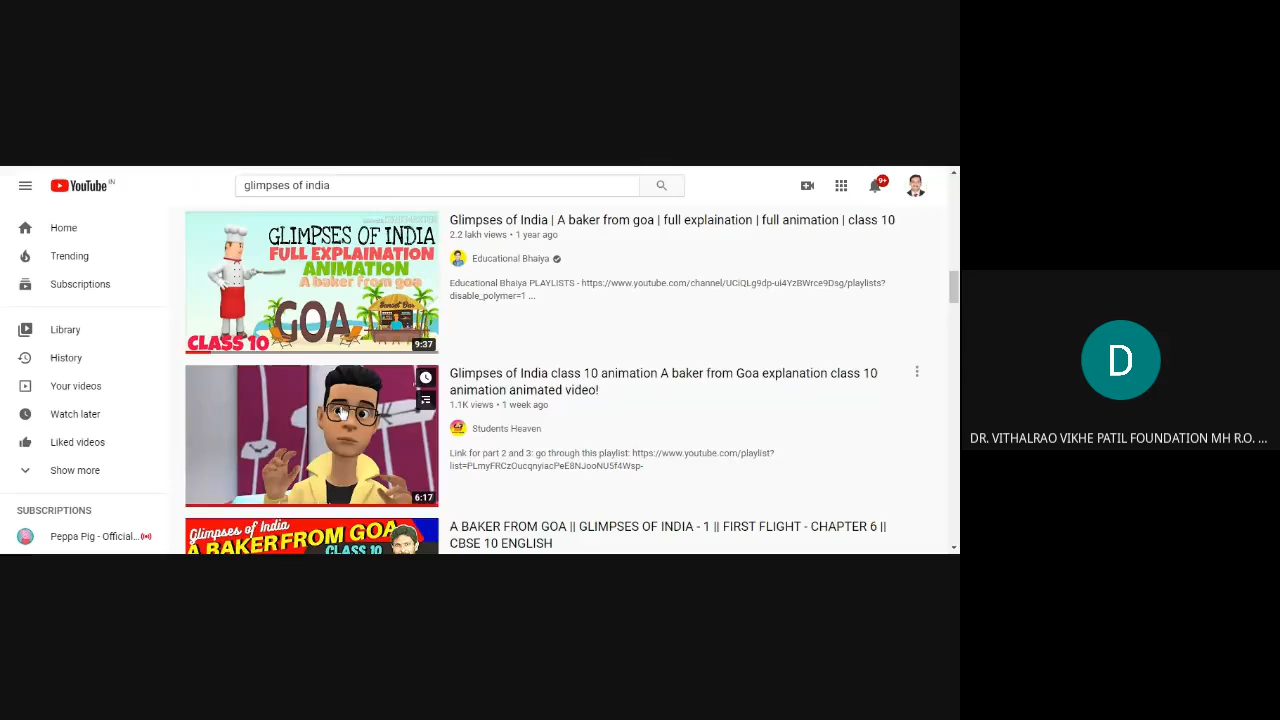 YouTube IN
glimpses of india
9+
Home
Trending
Subscriptions
Library
History
Your videos
Watch later
Liked videos
Show more
SUBSCRIPTIONS
Peppa Pig - Official...
GLIMPSES OF INDIA
FULL EXPLAINATION
ANIMATION
A baker from goa
GOA
Sunset Bar
CLASS 10
9:37
Glimpses of India | A baker from goa | full explaination | full animation | class 10
2.2 lakh views • 1 year ago
Educational Bhaiya
Educational Bhaiya PLAYLISTS - https://www.youtube.com/channel/UCiQLg9dp-ui4YzBWrce9Dsg/playlists?
disable_polymer=1 ...
6:17
Glimpses of India class 10 animation A baker from Goa explanation class 10
animation animated video!
1.1K views • 1 week ago
Students Heaven
Link for part 2 and 3: go through this playlist: https://www.youtube.com/playlist?
list=PLmyFRCzOucqnyiacPeE8NJooNU5f4Wsp-
Glimpses of India
A BAKER FROM GOA
CLASS 10
A BAKER FROM GOA || GLIMPSES OF INDIA - 1 || FIRST FLIGHT - CHAPTER 6 ||
CBSE 10 ENGLISH
D
DR. VITHALRAO VIKHE PATIL FOUNDATION MH R.O. ...